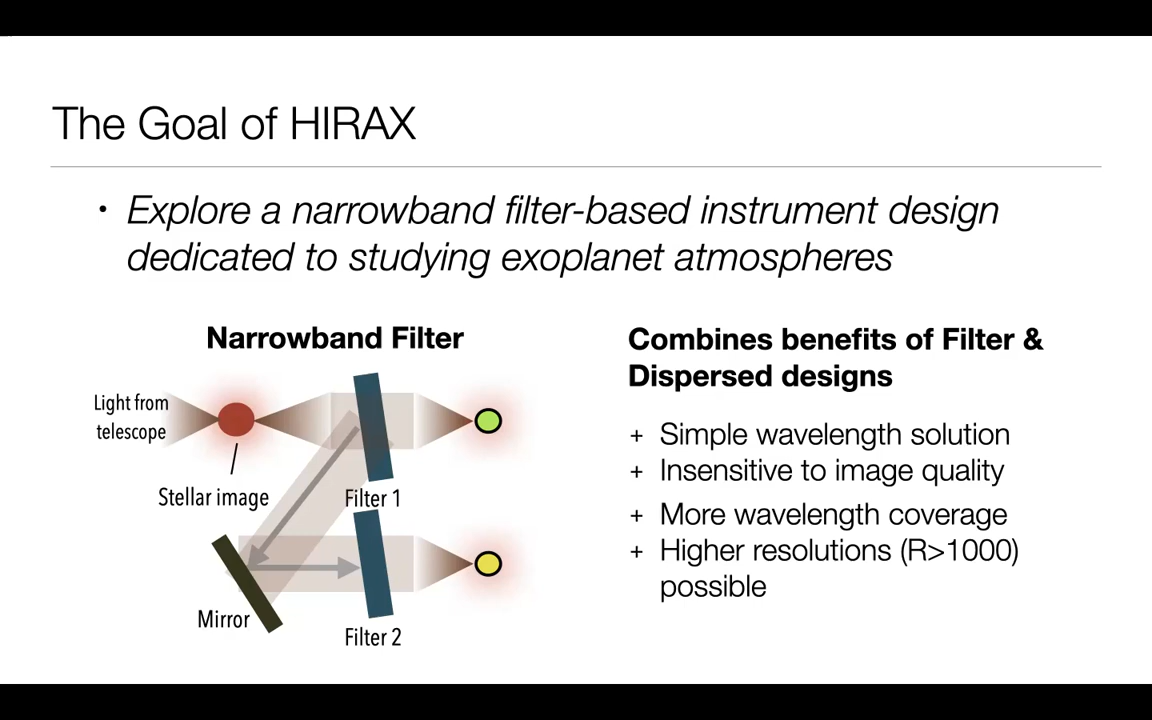 The Goal of HIRAX
• Explore a narrowband filter-based instrument design
dedicated to studying exoplanet atmospheres
Narrowband Filter
Light from
telescope
Stellar image
Filter 1
Mirror
Filter 2
Combines benefits of Filter &
Dispersed designs
+ Simple wavelength solution
+ Insensitive to image quality
+ More wavelength coverage
+ Higher resolutions (R>1000)
possible